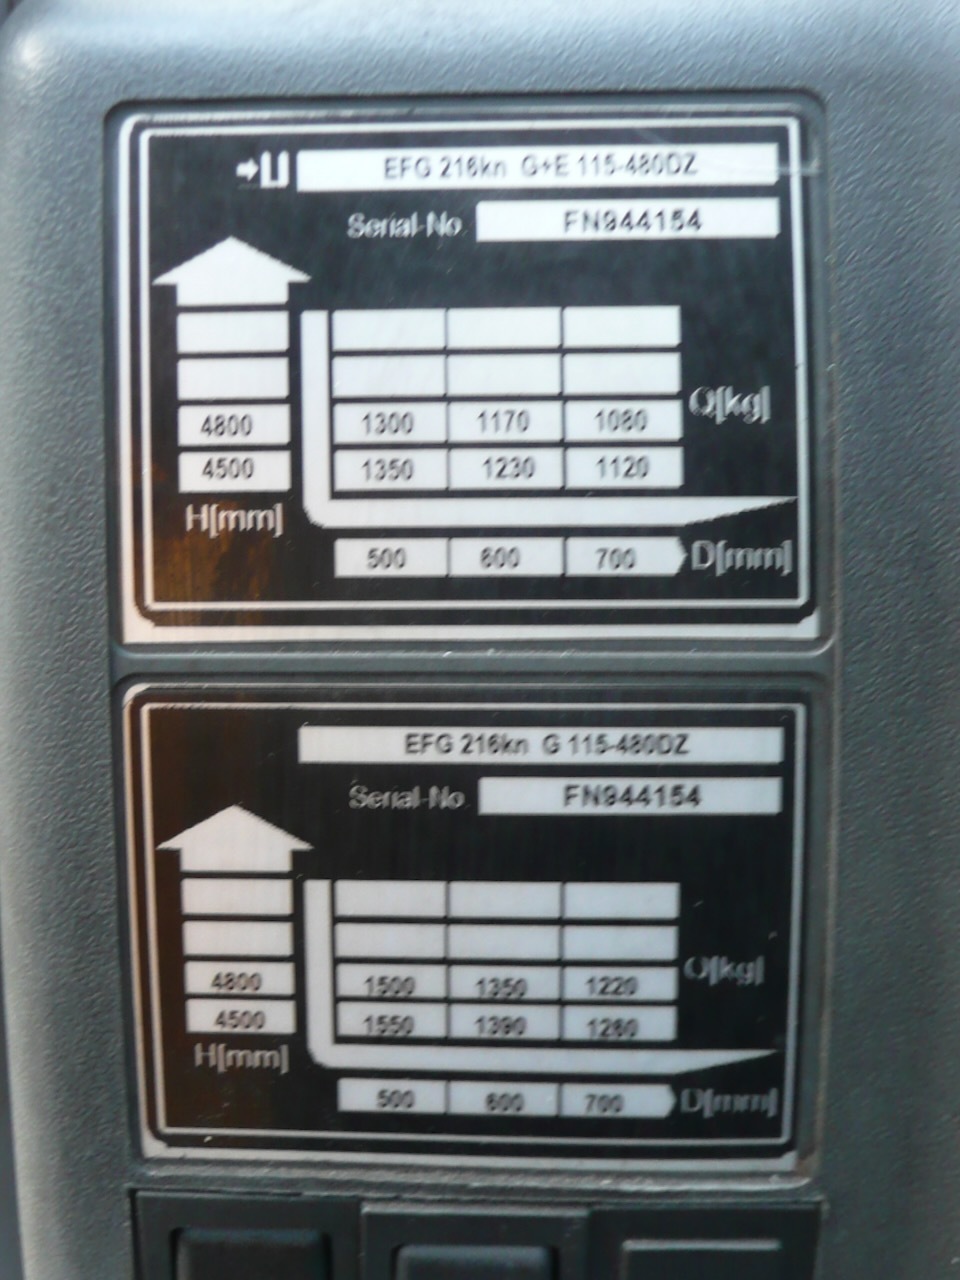 EFG 216kn G+E 115-480DZ
Serial-No FN944154
4800 1300 1170 1080 Q[kg]
4500 1350 1230 1120
H[mm]
500 600 700 D[mm]
EFG 216kn G 115-480DZ
Serial-No FN944154
4800 1500 1350 1220 Q[kg]
4500 1550 1390 1260
H[mm]
500 600 700 D[mm]